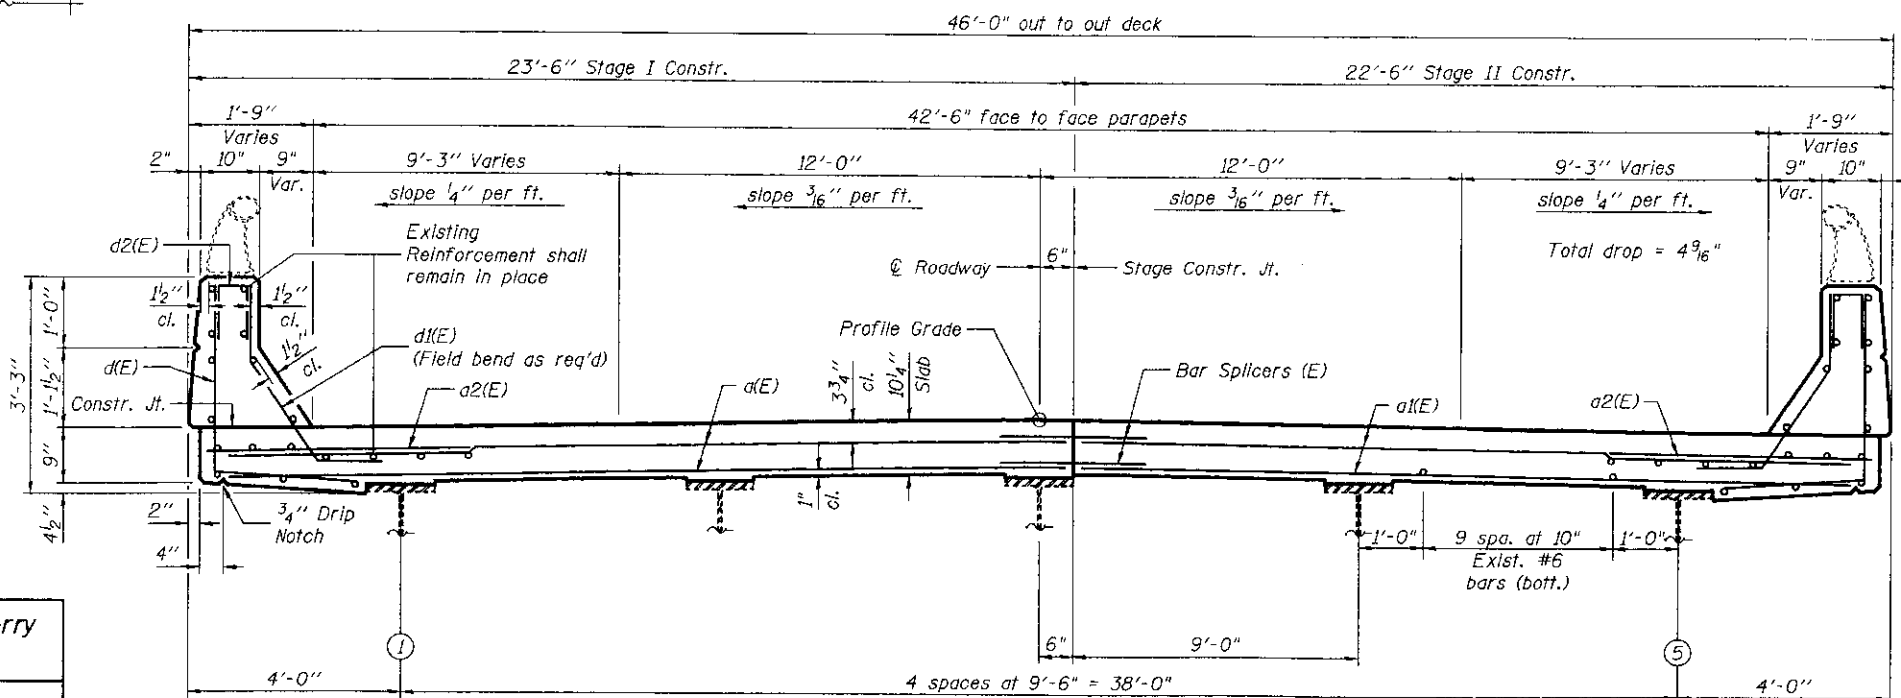 46'-0" out to out deck
23'-6" Stage I Constr.
22'-6" Stage II Constr.
1'-9"
Varies
42'-6" face to face parapets
1'-9"
Varies
2"
10"
9"
Var.
9'-3" Varies
12'-0"
12'-0"
9'-3" Varies
9"
Var.
10"
slope 1/4" per ft.
slope 3/16" per ft.
slope 3/16" per ft.
slope 1/4" per ft.
d2(E)
Existing
Reinforcement shall
remain in place
℄ Roadway
6"
Stage Constr. Jt.
Total drop = 4 9/16"
1 1/2"
cl.
1 1/2"
cl.
1'-0"
d1(E)
(Field bend as req'd)
1 1/2"
cl.
Profile Grade
3'-3"
1'-1 1/2"
d(E)
Constr. Jt.
a2(E)
a(E)
3 3/4"
cl.
10 1/4"
Slab
Bar Splicers (E)
a1(E)
a2(E)
9"
4 1/2"
2"
4"
3/4" Drip
Notch
1"
cl.
1'-0"
9 spa. at 10"
Exist. #6
bars (bott.)
1'-0"
rry
1
6"
9'-0"
5
4'-0"
4 spaces at 9'-6" = 38'-0"
4'-0"